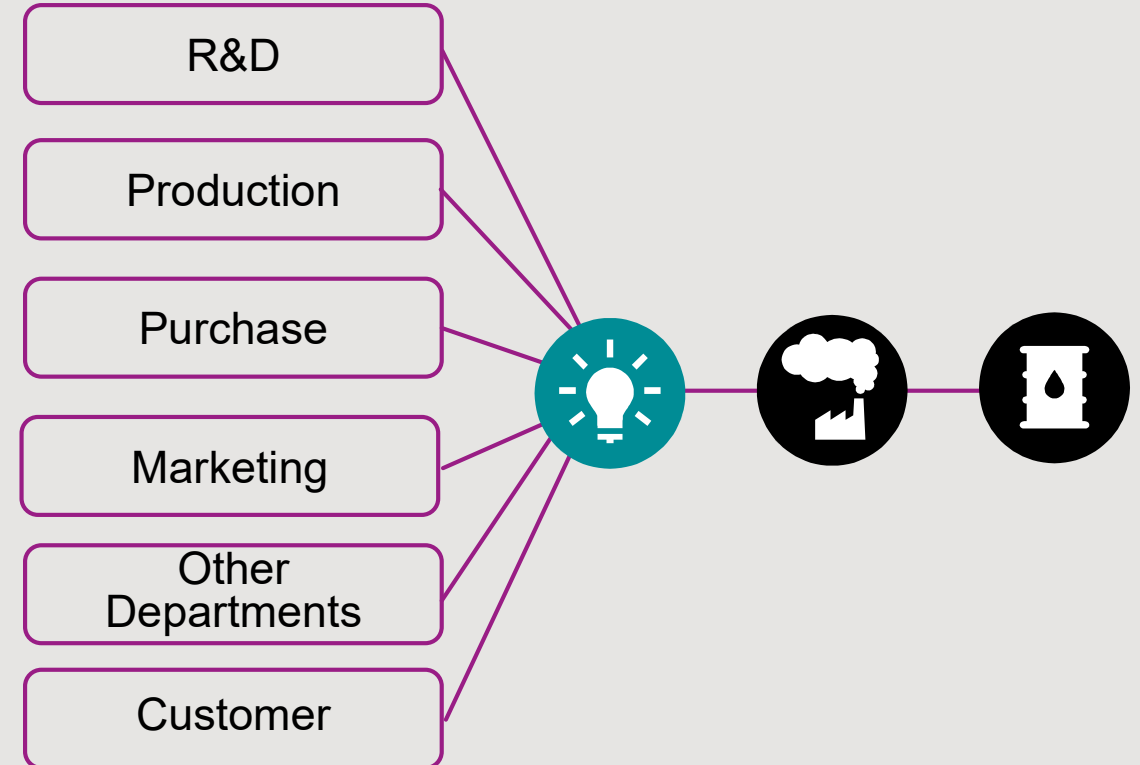 R&D
Production
Purchase
Marketing
Other
Departments
Customer